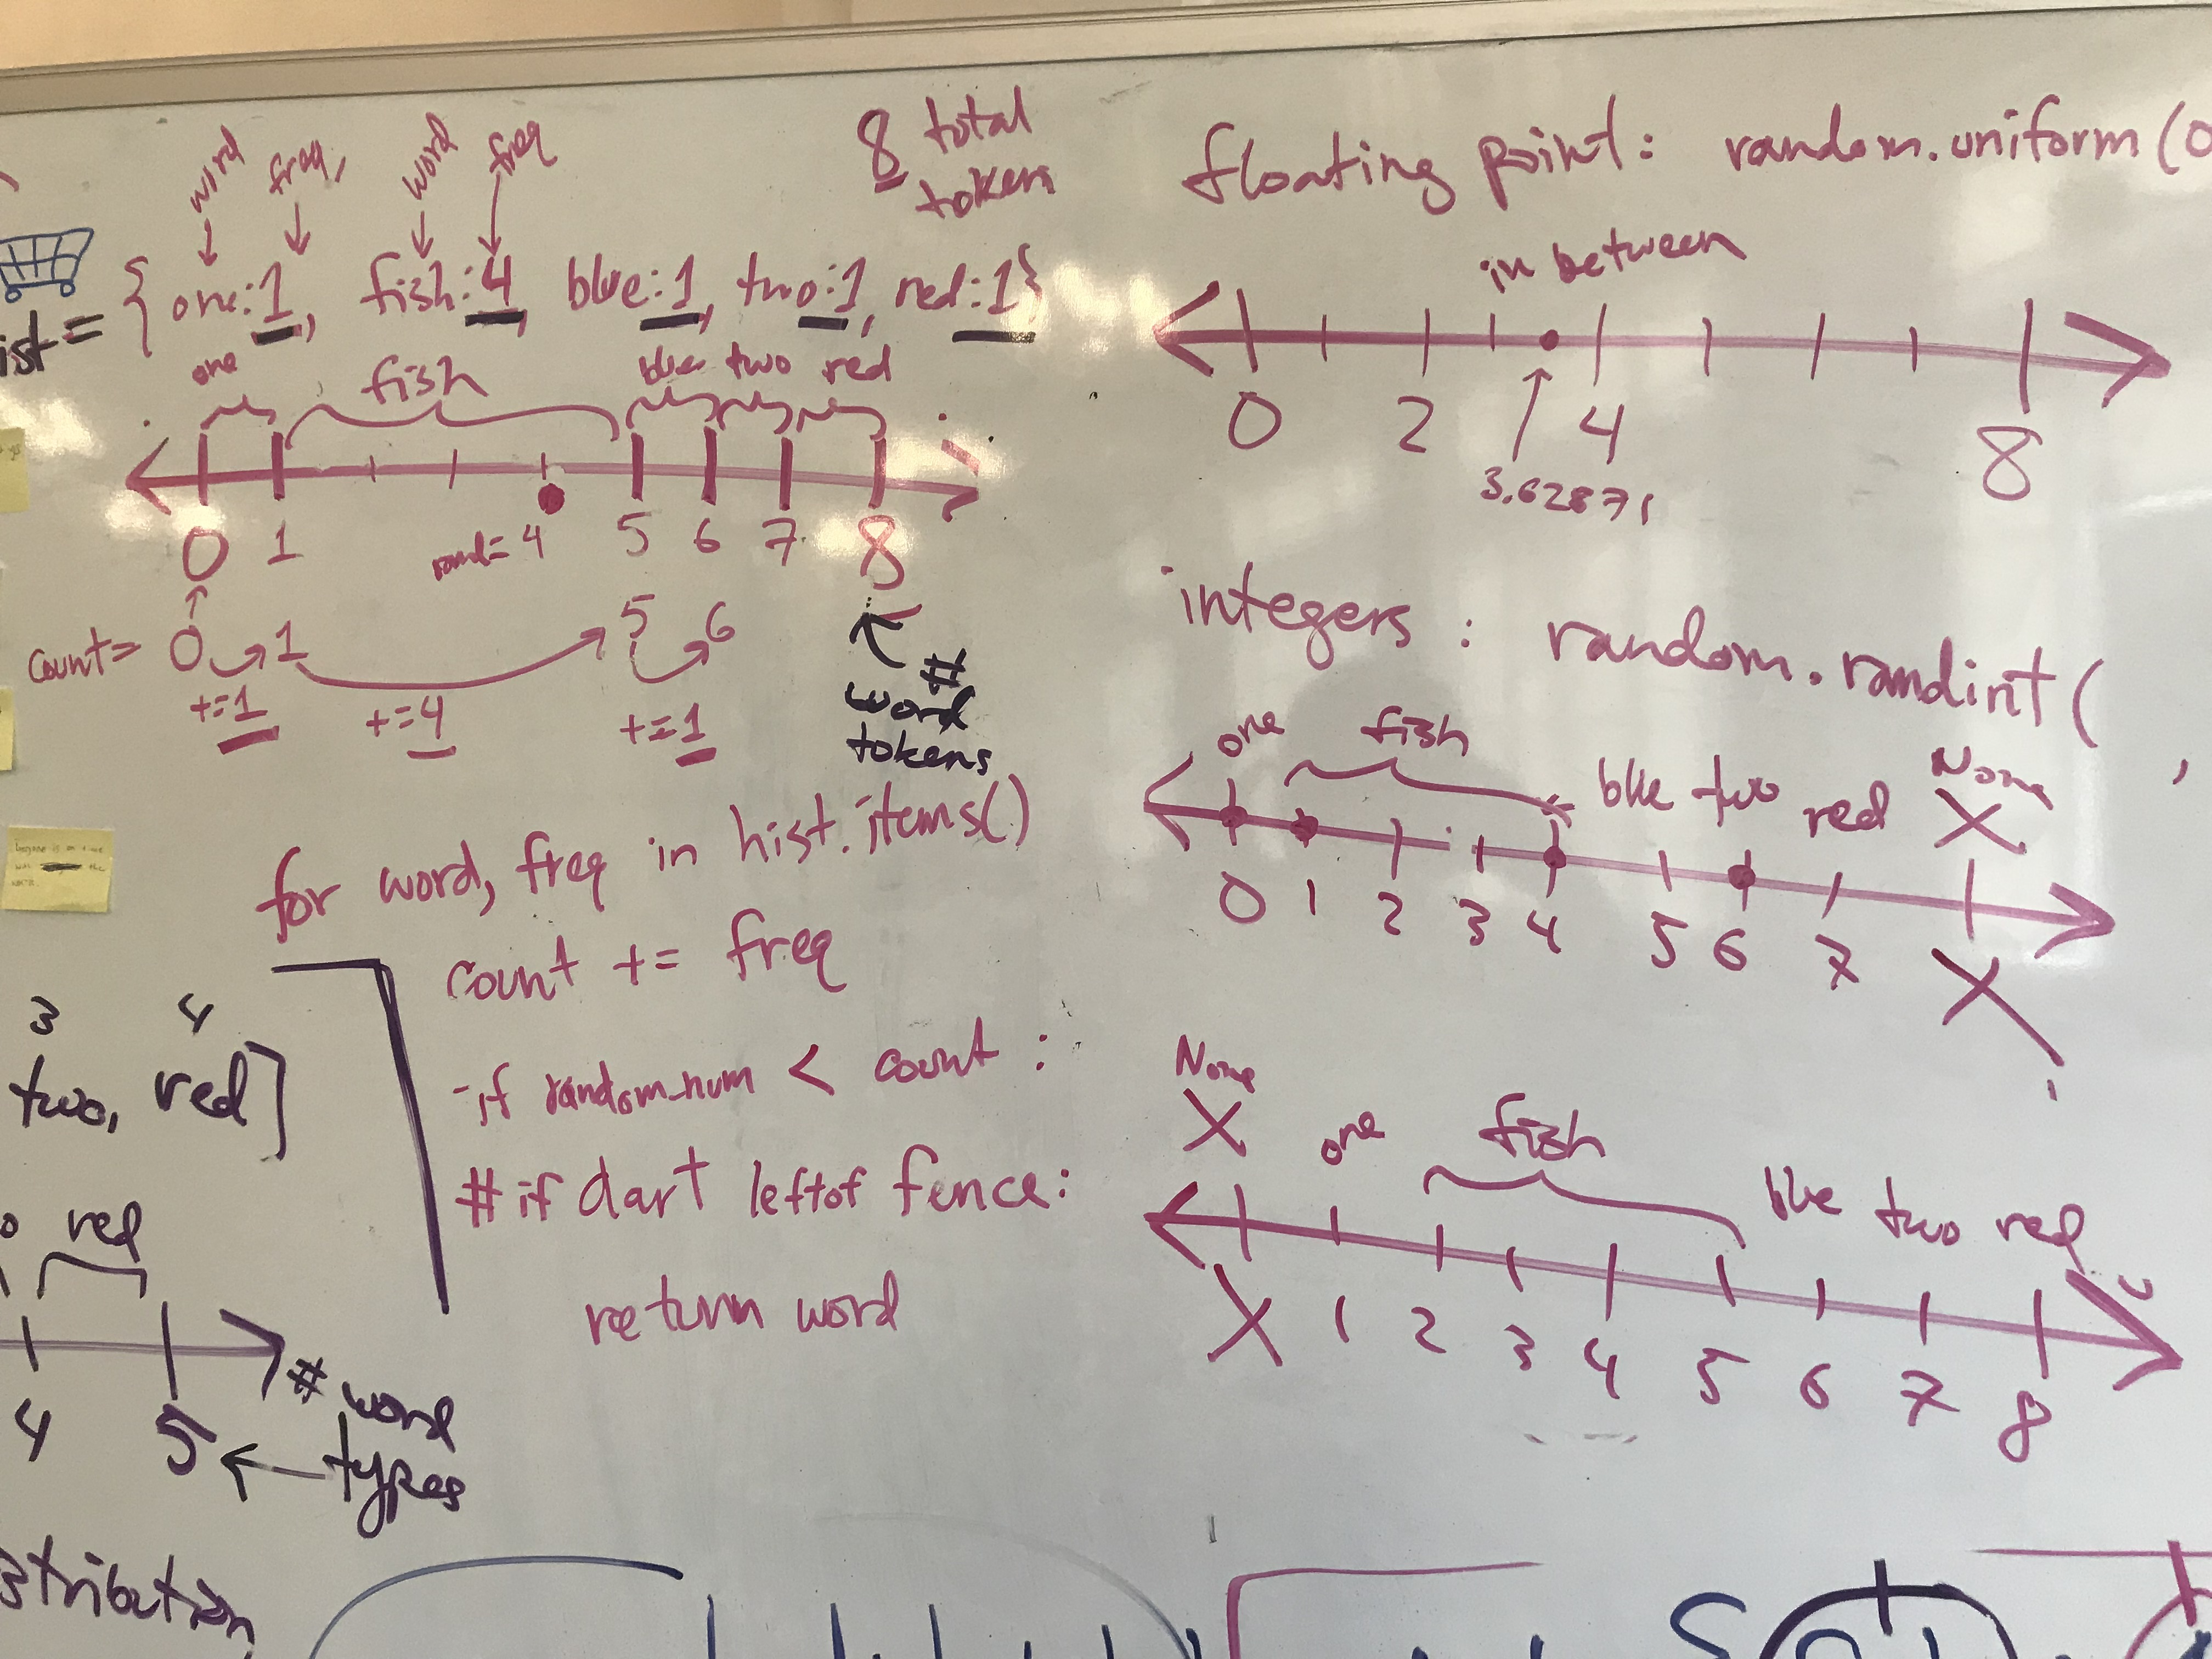 word freq, word freq
8 total
tokens
ist = { one:1, fish:4, blue:1, two:1, red:1}
one fish blue two red
0 1 rand=4 5 6 7 8
count= 0 1 5 6
+=1 +=4 +=1
# word
tokens
for word, freq in hist.items()
count += freq
if random_num < count :
# if dart left of fence:
return word
3 4
two, red]
red
4 5
# word
types
stribution
floating point: random.uniform(0
in between
0 2 4 8
3.62871
integers : random.randint( ,
one fish blue two red None
X
0 1 2 3 4 5 6 7 X
None
X one fish blue two red
X 1 2 3 4 5 6 7 8